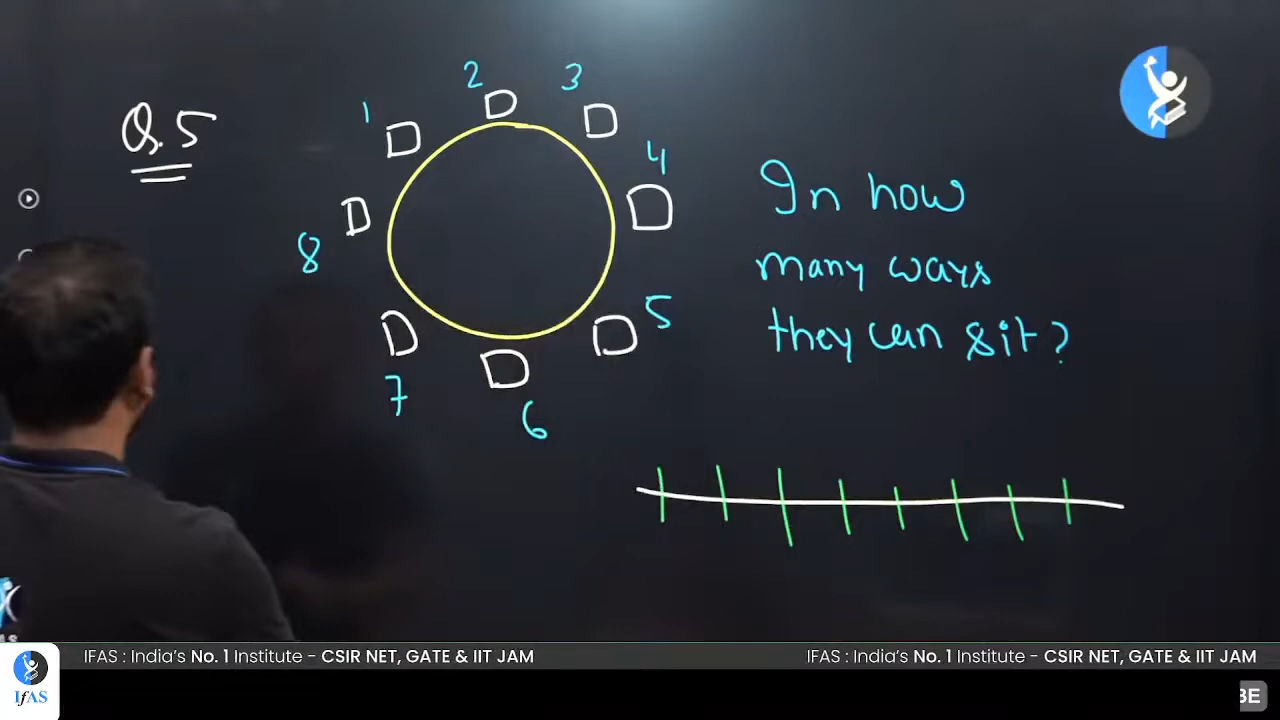 Q.5
1
2
3
4
5
6
7
8
In how
many ways
they can sit?
IFAS : India's No. 1 Institute - CSIR NET, GATE & IIT JAM
IFAS : India's No. 1 Institute - CSIR NET, GATE & IIT JAM
IfAS